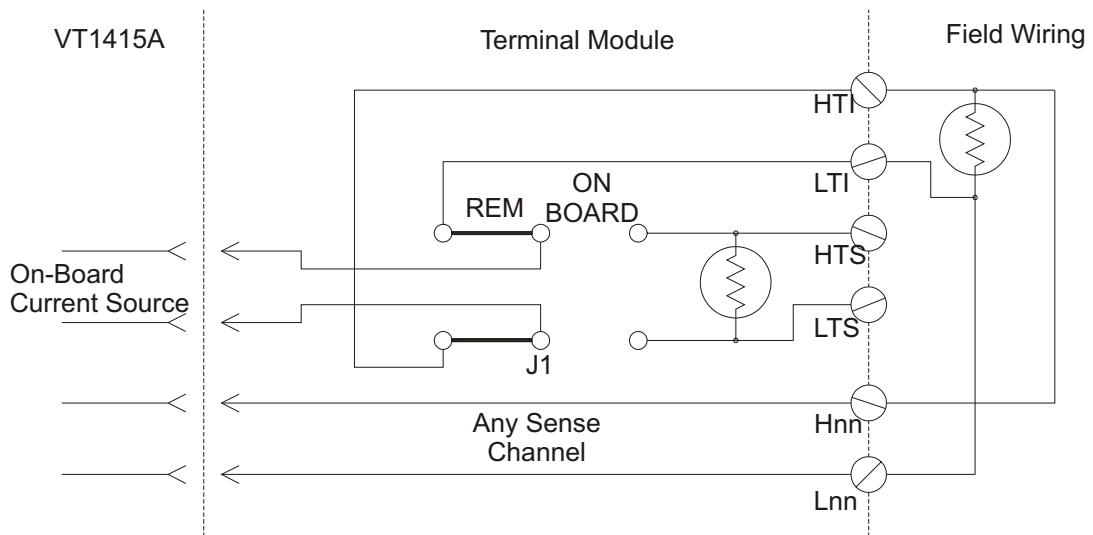 VT1415A
Terminal Module
Field Wiring
HTI
LTI
ON
BOARD
REM
HTS
On-Board
Current Source
LTS
J1
Any Sense
Channel
Hnn
Lnn